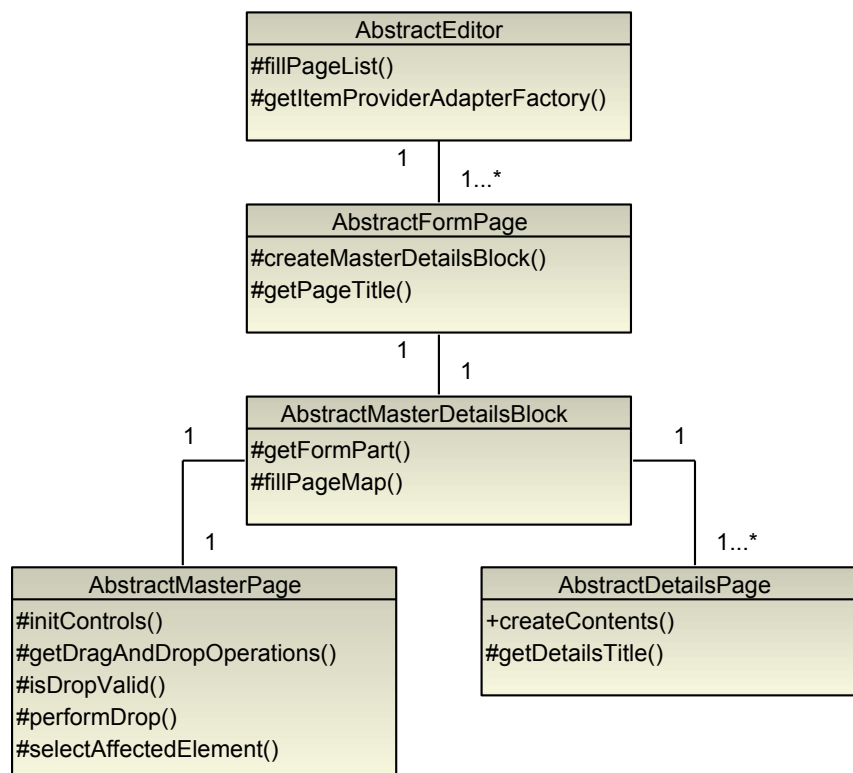 AbstractEditor
#fillPageList()
#getItemProviderAdapterFactory()
1
1...*
AbstractFormPage
#createMasterDetailsBlock()
#getPageTitle()
1
1
AbstractMasterDetailsBlock
#getFormPart()
#fillPageMap()
1
1
1
1...*
AbstractMasterPage
#initControls()
#getDragAndDropOperations()
#isDropValid()
#performDrop()
#selectAffectedElement()
AbstractDetailsPage
+createContents()
#getDetailsTitle()